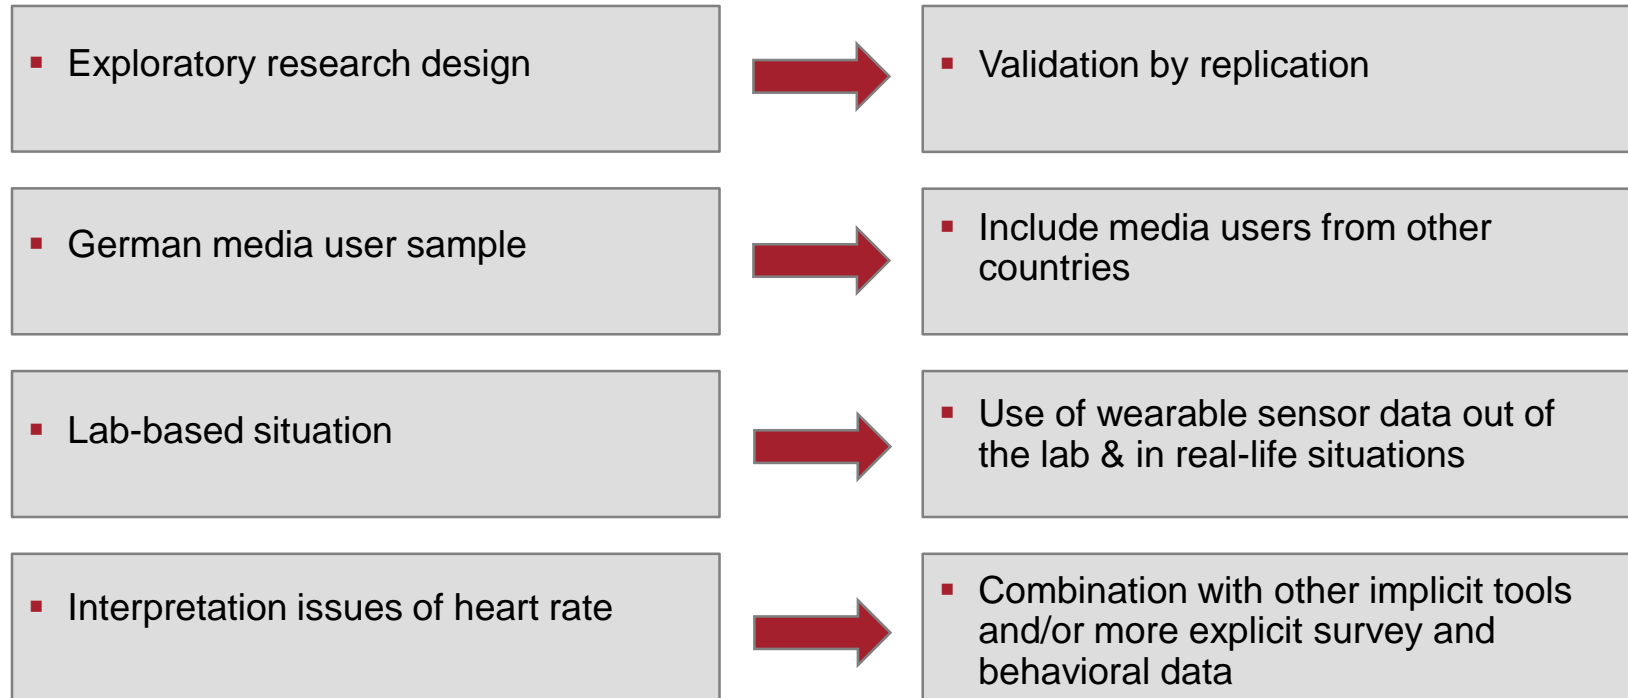 ▪ Exploratory research design
▪ Validation by replication
▪ German media user sample
▪ Include media users from other
countries
▪ Lab-based situation
▪ Use of wearable sensor data out of
the lab & in real-life situations
▪ Interpretation issues of heart rate
▪ Combination with other implicit tools
and/or more explicit survey and
behavioral data